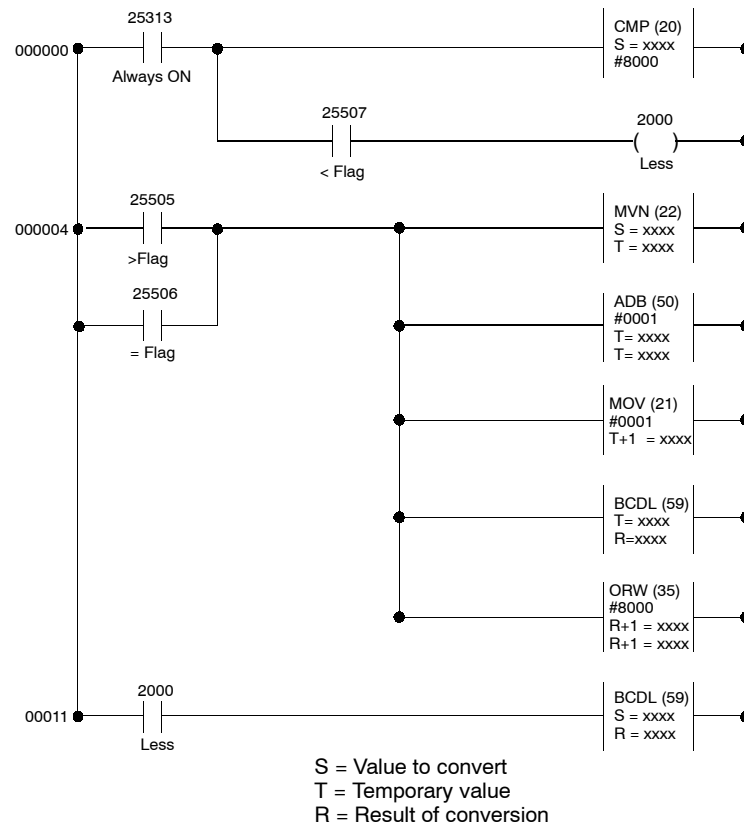 25313
000000
Always ON
CMP (20)
S = xxxx
#8000
25507
< Flag
2000
Less
25505
000004
>Flag
MVN (22)
S = xxxx
T = xxxx
25506
= Flag
ADB (50)
#0001
T= xxxx
T= xxxx
MOV (21)
#0001
T+1 = xxxx
BCDL (59)
T= xxxx
R=xxxx
ORW (35)
#8000
R+1 = xxxx
R+1 = xxxx
2000
00011
Less
BCDL (59)
S = xxxx
R = xxxx
S = Value to convert
T = Temporary value
R = Result of conversion